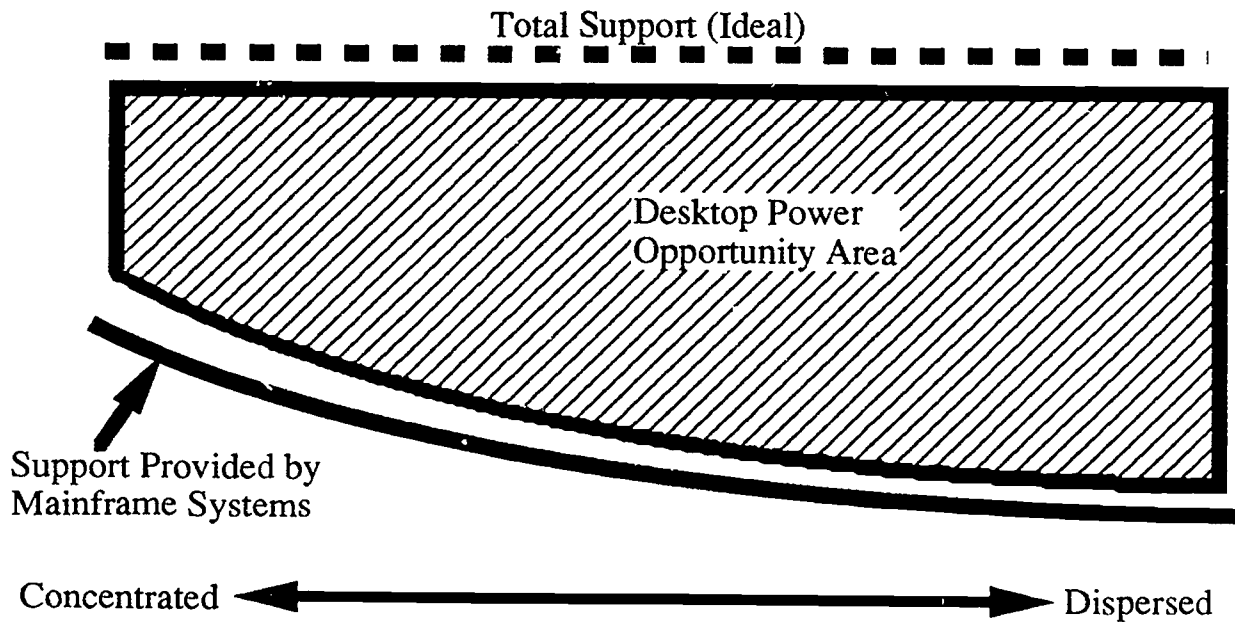 Total Support (Ideal)
Desktop Power
Opportunity Area
Support Provided by
Mainframe Systems
Concentrated
Dispersed